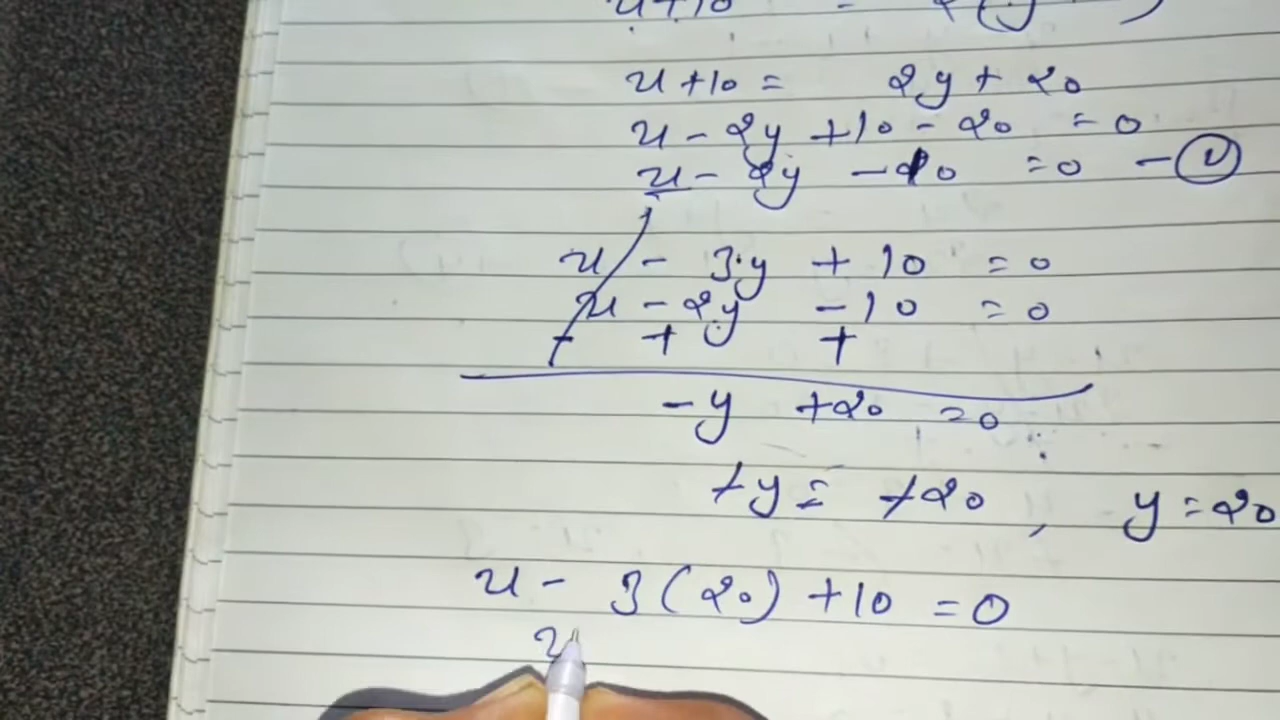 x + 10 = 2y + 20
x - 2y + 10 - 20 = 0
x - 2y - 10 = 0 -
x - 3y + 10 = 0
x - 2y - 10 = 0
- + +
-y + 20 = 0
+y = +20, y = 20
x - 3(20) + 10 = 0
x